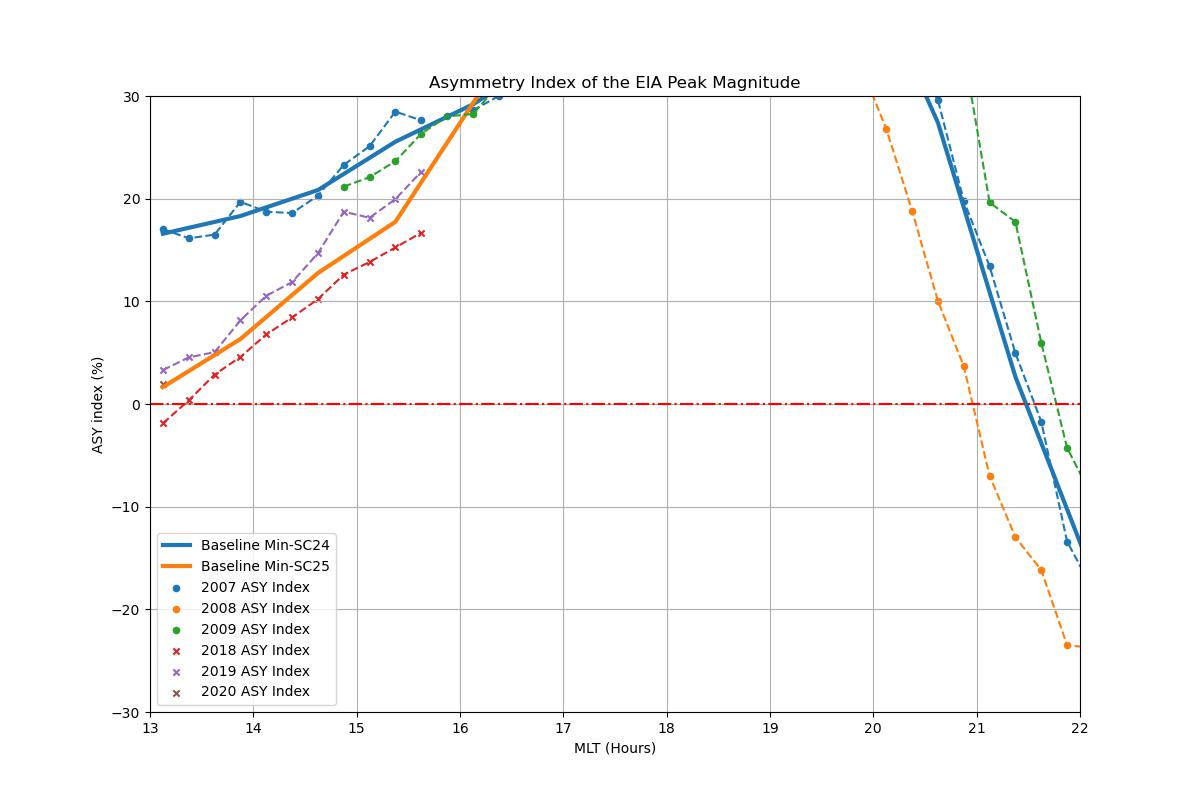 Asymmetry Index of the EIA Peak Magnitude
30
20
10
0
−10
−20
−30
ASY index (%)
Baseline Min-SC24
Baseline Min-SC25
2007 ASY Index
2008 ASY Index
2009 ASY Index
2018 ASY Index
2019 ASY Index
2020 ASY Index
13 14 15 16 17 18 19 20 21 22
MLT (Hours)